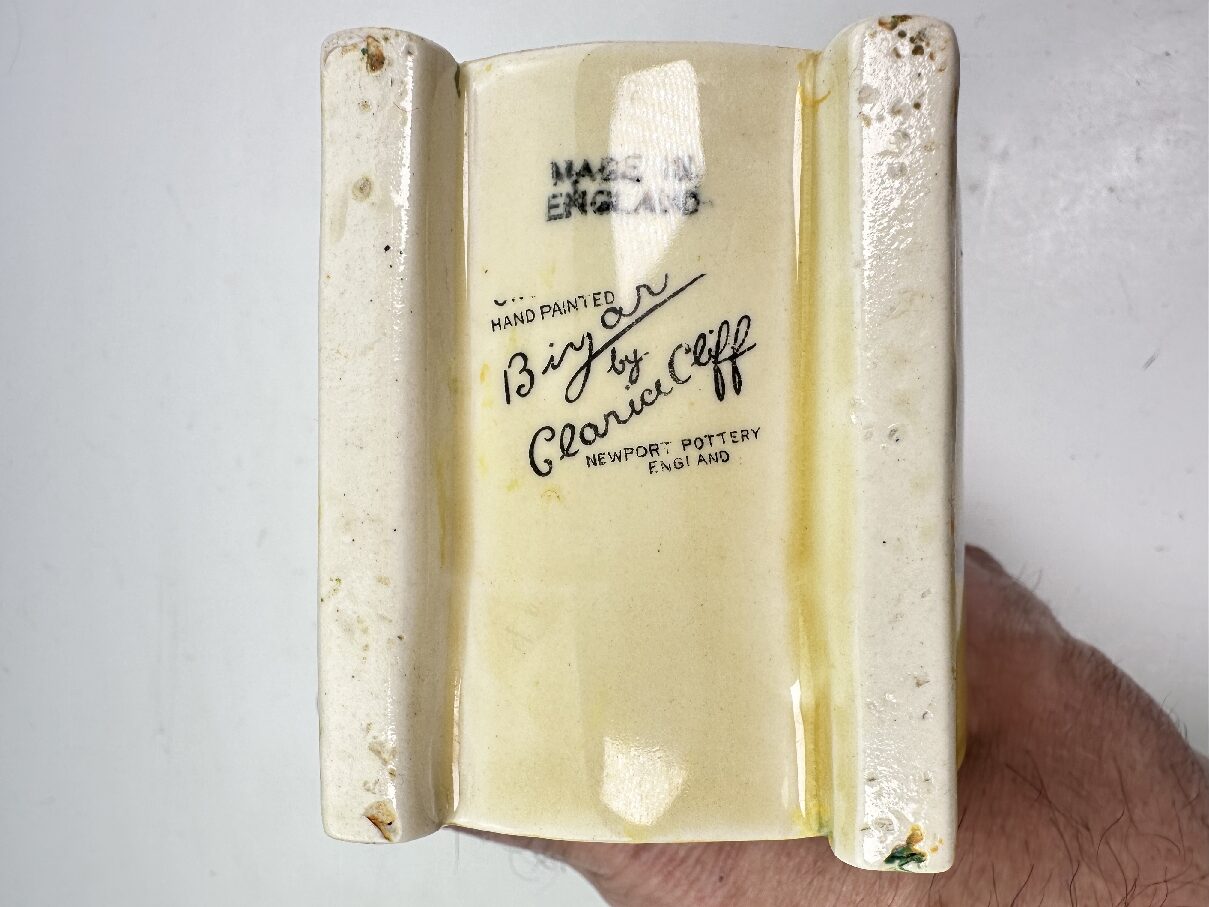 MADE IN
ENGLAND
HAND PAINTED
Bizarre
by
Clarice Cliff
NEWPORT POTTERY
ENGLAND